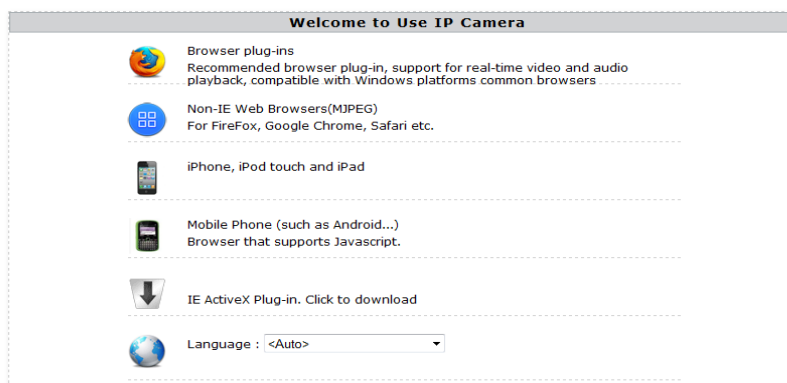 Welcome to Use IP Camera
Browser plug-ins
Recommended browser plug-in, support for real-time video and audio
playback, compatible with Windows platforms common browsers
Non-IE Web Browsers(MJPEG)
For FireFox, Google Chrome, Safari etc.
iPhone, iPod touch and iPad
Mobile Phone (such as Android...)
Browser that supports Javascript.
IE ActiveX Plug-in. Click to download
Language : <Auto>